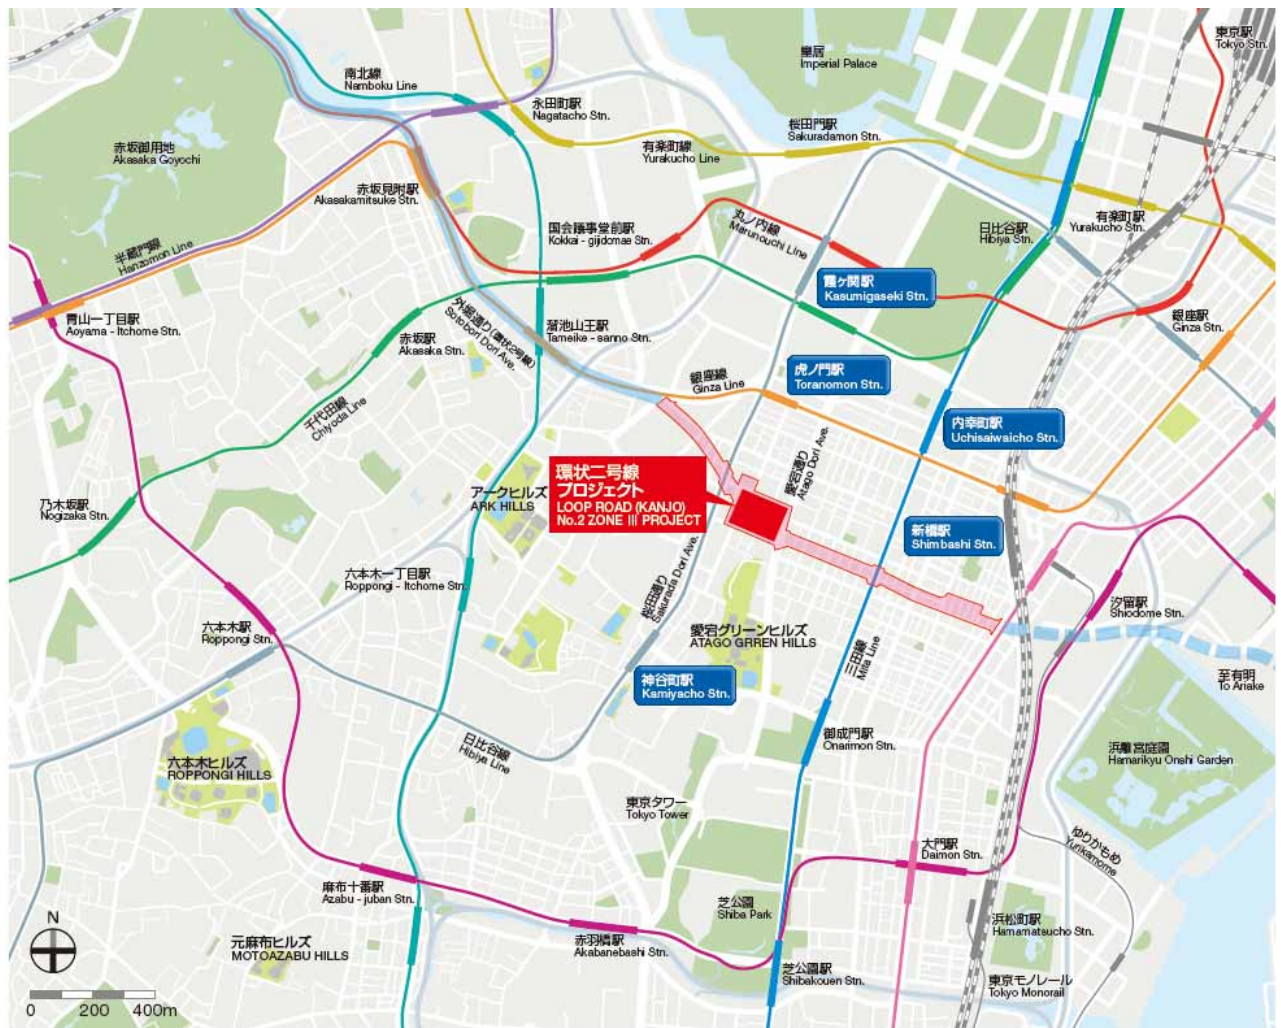 東京駅
Tokyo Stn.
皇居
Imperial Palace
南北線
Namboku Line
永田町駅
Nagatacho Stn.
桜田門駅
Sakuradamon Stn.
有楽町線
Yurakucho Line
赤坂御用地
Akasaka Goyochi
赤坂見附駅
Akasakamitsuke Stn.
国会議事堂前駅
Kokkai - gijidomae Stn.
丸ノ内線
Marunouchi Line
日比谷駅
Hibiya Stn.
有楽町駅
Yurakucho Stn.
半蔵門線
Hanzomon Line
霞ヶ関駅
Kasumigaseki Stn.
青山一丁目駅
Aoyama - Itchome Stn.
外堀通り(環状2号線)
Sotobori Dori Ave.
溜池山王駅
Tameike - sanno Stn.
赤坂駅
Akasaka Stn.
銀座駅
Ginza Stn.
銀座線
Ginza Line
虎ノ門駅
Toranomon Stn.
千代田線
Chiyoda Line
内幸町駅
Uchisaiwaicho Stn.
愛宕通り
Atago Dori Ave.
環状二号線
プロジェクト
LOOP ROAD (KANJO)
No.2 ZONE III PROJECT
アークヒルズ
ARK HILLS
乃木坂駅
Nogizaka Stn.
新橋駅
Shimbashi Stn.
六本木一丁目駅
Roppongi - Itchome Stn.
桜田通り
Sakurada Dori Ave.
汐留駅
Shiodome Stn.
六本木駅
Roppongi Stn.
愛宕グリーンヒルズ
ATAGO GRREN HILLS
三田線
Mita Line
神谷町駅
Kamiyacho Stn.
至有明
To Ariake
御成門駅
Onarimon Stn.
日比谷線
Hibiya Line
六本木ヒルズ
ROPPONGI HILLS
浜離宮庭園
Hamarikyu Onshi Garden
東京タワー
Tokyo Tower
大門駅
Daimon Stn.
ゆりかもめ
Yurikamome
麻布十番駅
Azabu - juban Stn.
芝公園
Shiba Park
浜松町駅
Hamamatsucho Stn.
赤羽橋駅
Akabanebashi Stn.
元麻布ヒルズ
MOTOAZABU HILLS
芝公園駅
Shibakouen Stn.
東京モノレール
Tokyo Monorail
N
0 200 400m